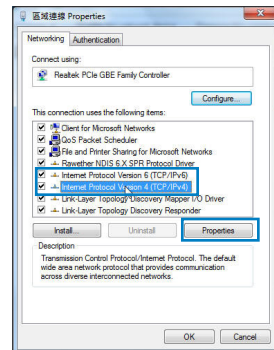 區域連線 Properties
Networking Authentication
Connect using:
Realtek PCIe GBE Family Controller
Configure...
This connection uses the following items:
Client for Microsoft Networks
QoS Packet Scheduler
File and Printer Sharing for Microsoft Networks
Rawether NDIS 6.X SPR Protocol Driver
Internet Protocol Version 6 (TCP/IPv6)
Internet Protocol Version 4 (TCP/IPv4)
Link-Layer Topology Discovery Mapper I/O Driver
Link-Layer Topology Discovery Responder
Install... Uninstall Properties
Description
Transmission Control Protocol/Internet Protocol. The default
wide area network protocol that provides communication
across diverse interconnected networks.
OK Cancel